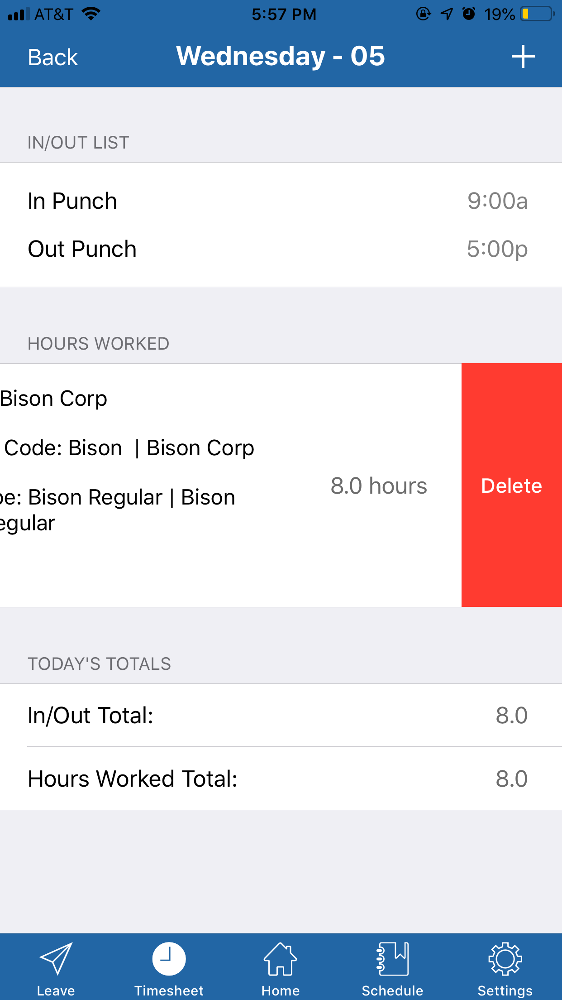 AT&T 5:57 PM 19%
Back Wednesday - 05 +
IN/OUT LIST
In Punch 9:00a
Out Punch 5:00p
HOURS WORKED
Bison Corp
Code: Bison | Bison Corp
8.0 hours Delete
pe: Bison Regular | Bison
egular
TODAY'S TOTALS
In/Out Total: 8.0
Hours Worked Total: 8.0
Leave Timesheet Home Schedule Settings